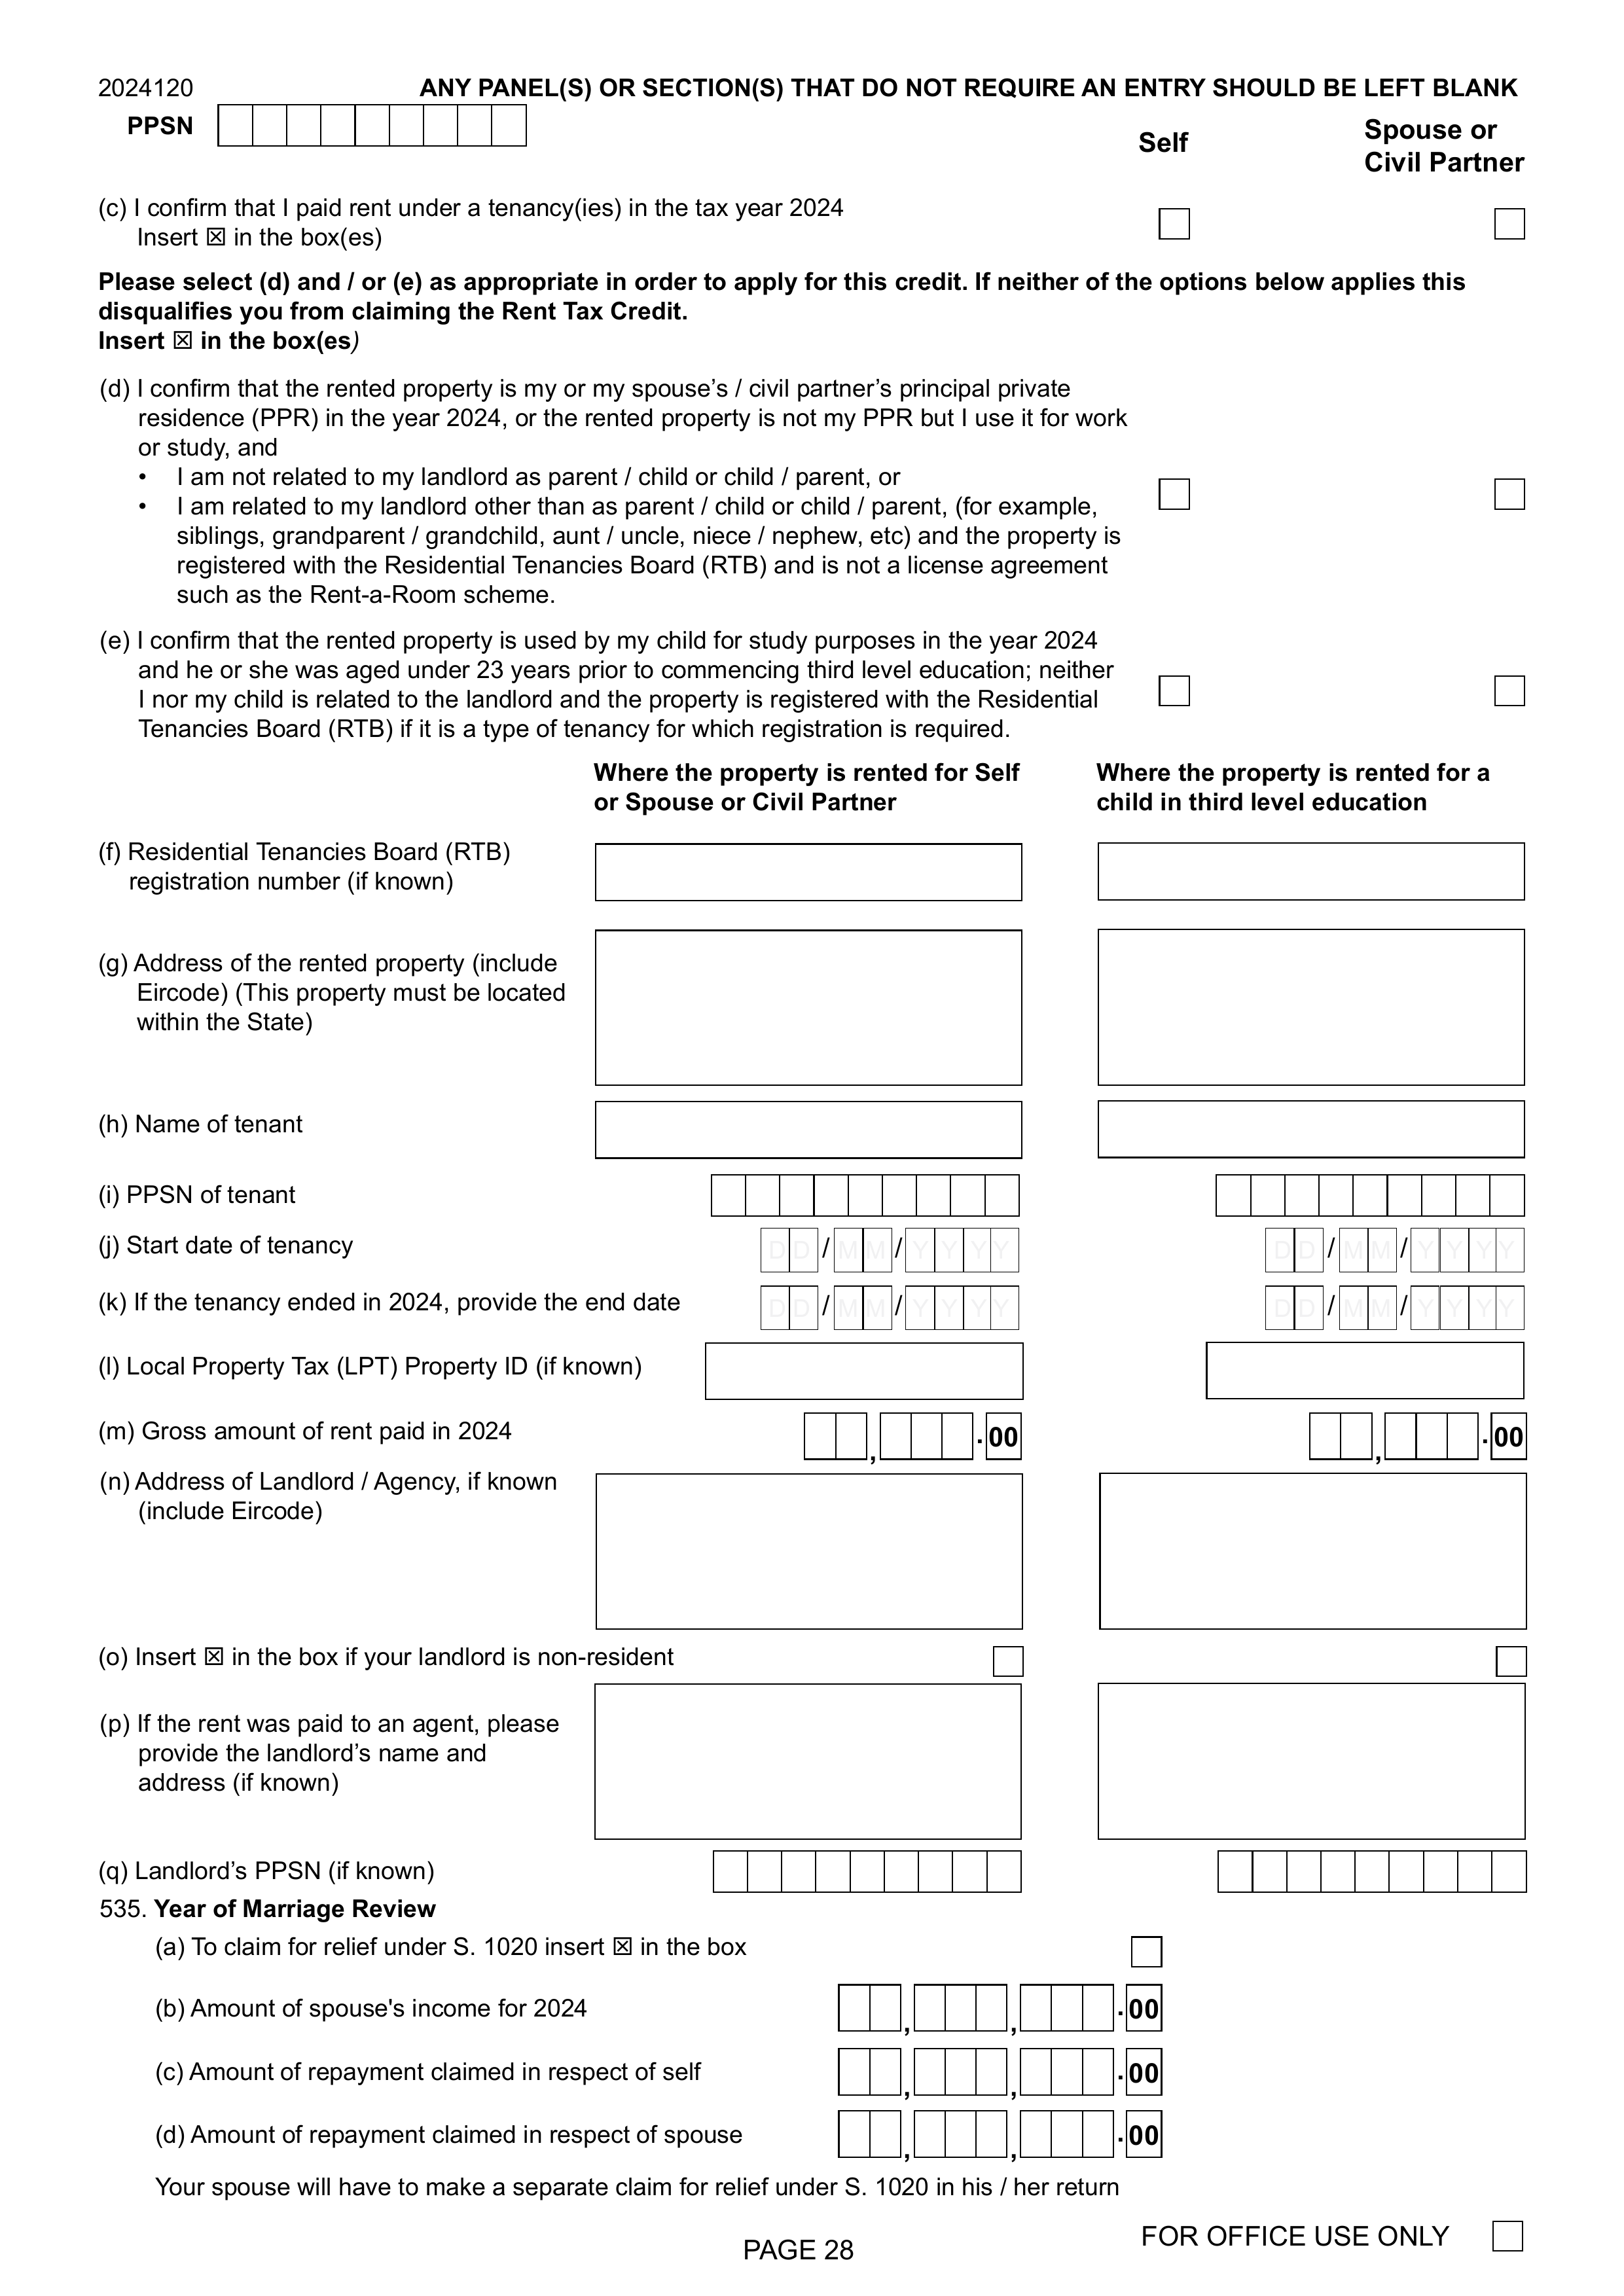 2024120 ANY PANEL(S) OR SECTION(S) THAT DO NOT REQUIRE AN ENTRY SHOULD BE LEFT BLANK
PPSN
Self
Spouse or
Civil Partner
(c) I confirm that I paid rent under a tenancy(ies) in the tax year 2024
Insert ☒ in the box(es)
Please select (d) and / or (e) as appropriate in order to apply for this credit. If neither of the options below applies this
disqualifies you from claiming the Rent Tax Credit.
Insert ☒ in the box(es)
(d) I confirm that the rented property is my or my spouse’s / civil partner’s principal private
residence (PPR) in the year 2024, or the rented property is not my PPR but I use it for work
or study, and
• I am not related to my landlord as parent / child or child / parent, or
• I am related to my landlord other than as parent / child or child / parent, (for example,
siblings, grandparent / grandchild, aunt / uncle, niece / nephew, etc) and the property is
registered with the Residential Tenancies Board (RTB) and is not a license agreement
such as the Rent-a-Room scheme.
(e) I confirm that the rented property is used by my child for study purposes in the year 2024
and he or she was aged under 23 years prior to commencing third level education; neither
I nor my child is related to the landlord and the property is registered with the Residential
Tenancies Board (RTB) if it is a type of tenancy for which registration is required.
Where the property is rented for Self
or Spouse or Civil Partner
Where the property is rented for a
child in third level education
(f) Residential Tenancies Board (RTB)
registration number (if known)
(g) Address of the rented property (include
Eircode) (This property must be located
within the State)
(h) Name of tenant
(i) PPSN of tenant
(j) Start date of tenancy DD/MM/YYYY DD/MM/YYYY
(k) If the tenancy ended in 2024, provide the end date DD/MM/YYYY DD/MM/YYYY
(l) Local Property Tax (LPT) Property ID (if known)
(m) Gross amount of rent paid in 2024 , .00 , .00
(n) Address of Landlord / Agency, if known
(include Eircode)
(o) Insert ☒ in the box if your landlord is non-resident
(p) If the rent was paid to an agent, please
provide the landlord’s name and
address (if known)
(q) Landlord’s PPSN (if known)
535. Year of Marriage Review
(a) To claim for relief under S. 1020 insert ☒ in the box
(b) Amount of spouse's income for 2024 , , .00
(c) Amount of repayment claimed in respect of self , , .00
(d) Amount of repayment claimed in respect of spouse , , .00
Your spouse will have to make a separate claim for relief under S. 1020 in his / her return
FOR OFFICE USE ONLY
PAGE 28